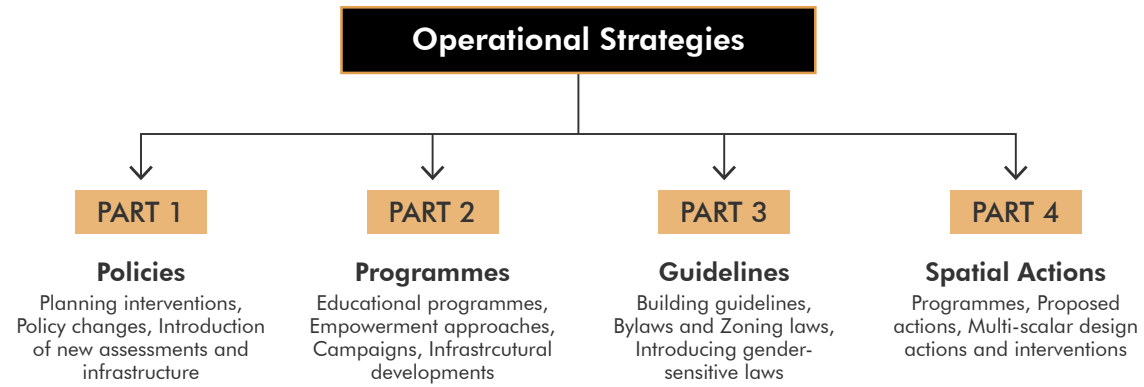 Operational Strategies
PART 1
Policies
Planning interventions,
Policy changes, Introduction
of new assessments and
infrastructure
PART 2
Programmes
Educational programmes,
Empowerment approaches,
Campaigns, Infrastrcutural
developments
PART 3
Guidelines
Building guidelines,
Bylaws and Zoning laws,
Introducing gender-
sensitive laws
PART 4
Spatial Actions
Programmes, Proposed
actions, Multi-scalar design
actions and interventions